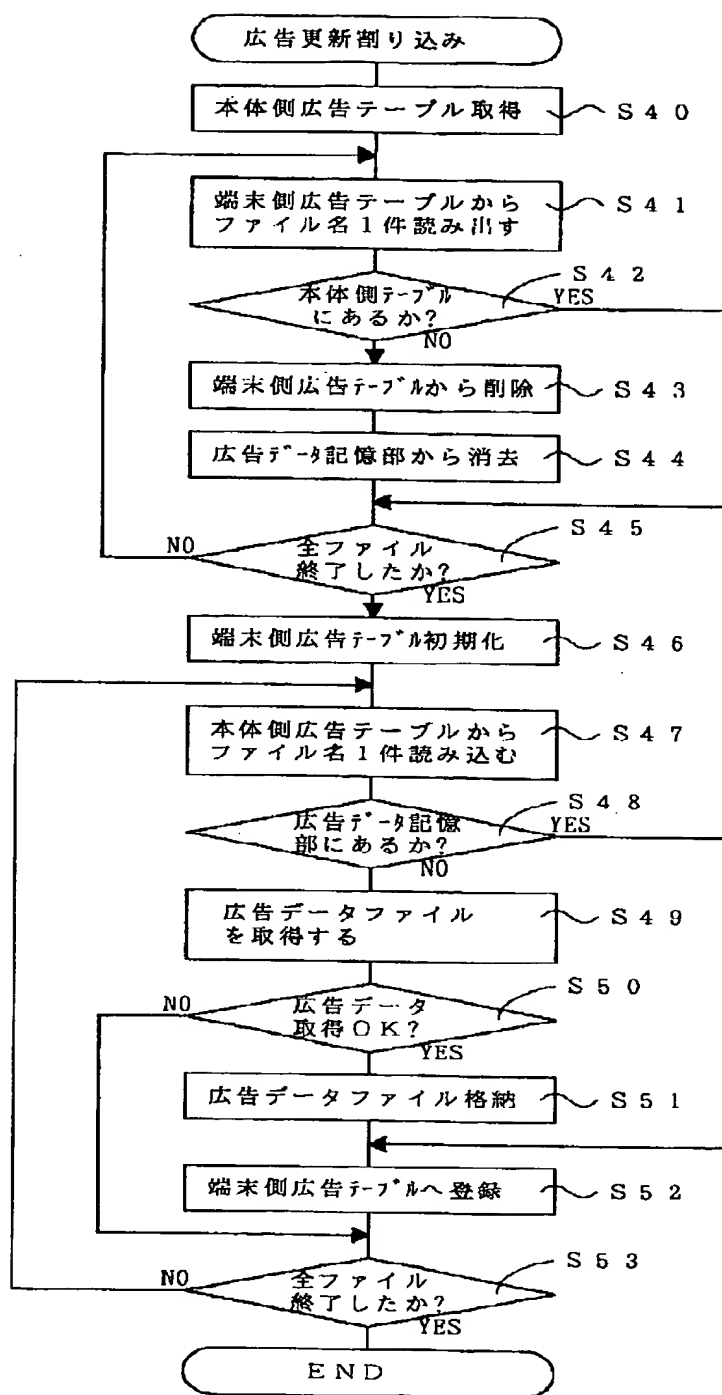 広告更新割り込み
本体側広告テーブル取得
S40
端末側広告テーブルから
ファイル名1件読み出す
S41
S42
本体側ﾃｰﾌﾞﾙ
にあるか?
YES
NO
端末側広告ﾃｰﾌﾞﾙから削除
S43
広告ﾃﾞｰﾀ記憶部から消去
S44
S45
NO
全ファイル
終了したか?
YES
端末側広告ﾃｰﾌﾞﾙ初期化
S46
本体側広告テーブルから
ファイル名1件読み込む
S47
S48
広告ﾃﾞｰﾀ記憶
部にあるか?
YES
NO
広告データファイル
を取得する
S49
S50
NO
広告データ
取得OK?
YES
広告データファイル格納
S51
端末側広告ﾃｰﾌﾞﾙへ登録
S52
S53
NO
全ファイル
終了したか?
YES
END